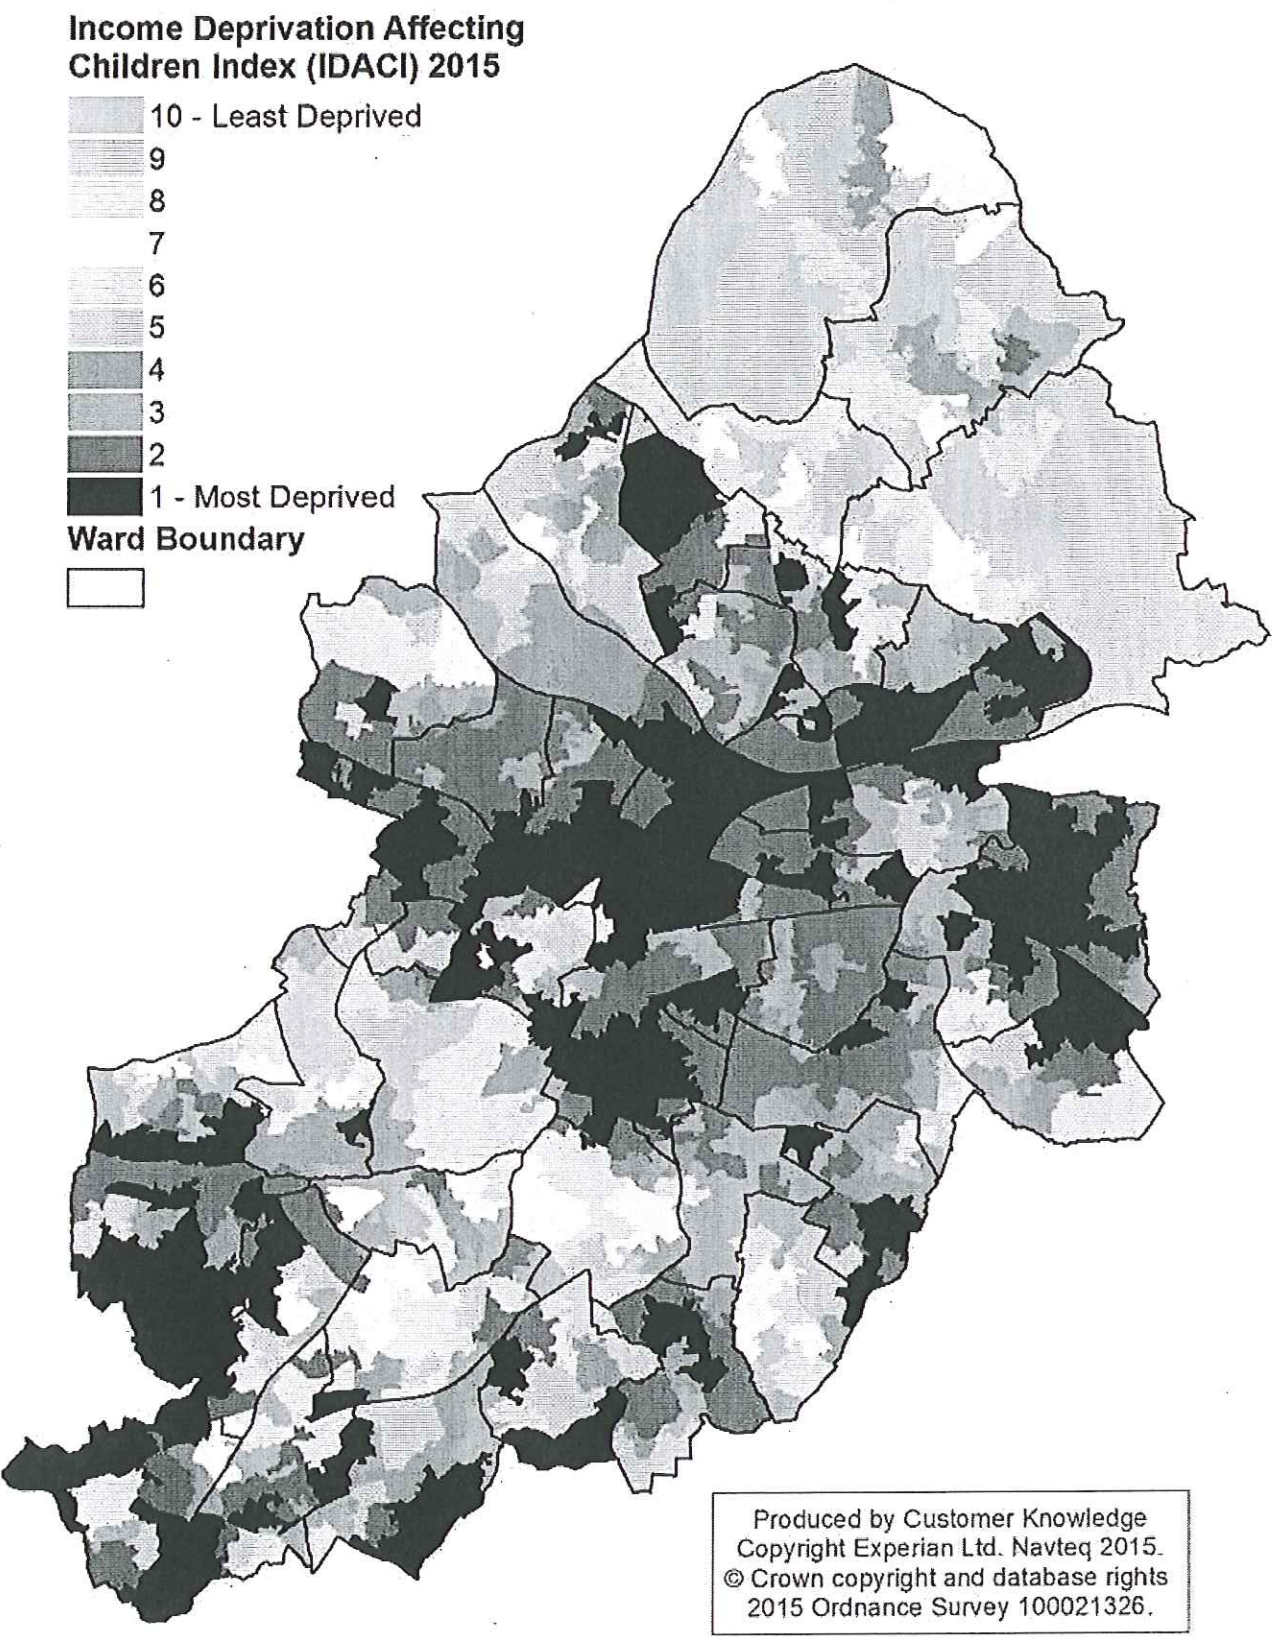 Income Deprivation Affecting
Children Index (IDACI) 2015
10 - Least Deprived
9
8
7
6
5
4
3
2
1 - Most Deprived
Ward Boundary
Produced by Customer Knowledge
Copyright Experian Ltd. Navteq 2015.
© Crown copyright and database rights
2015 Ordnance Survey 100021326.